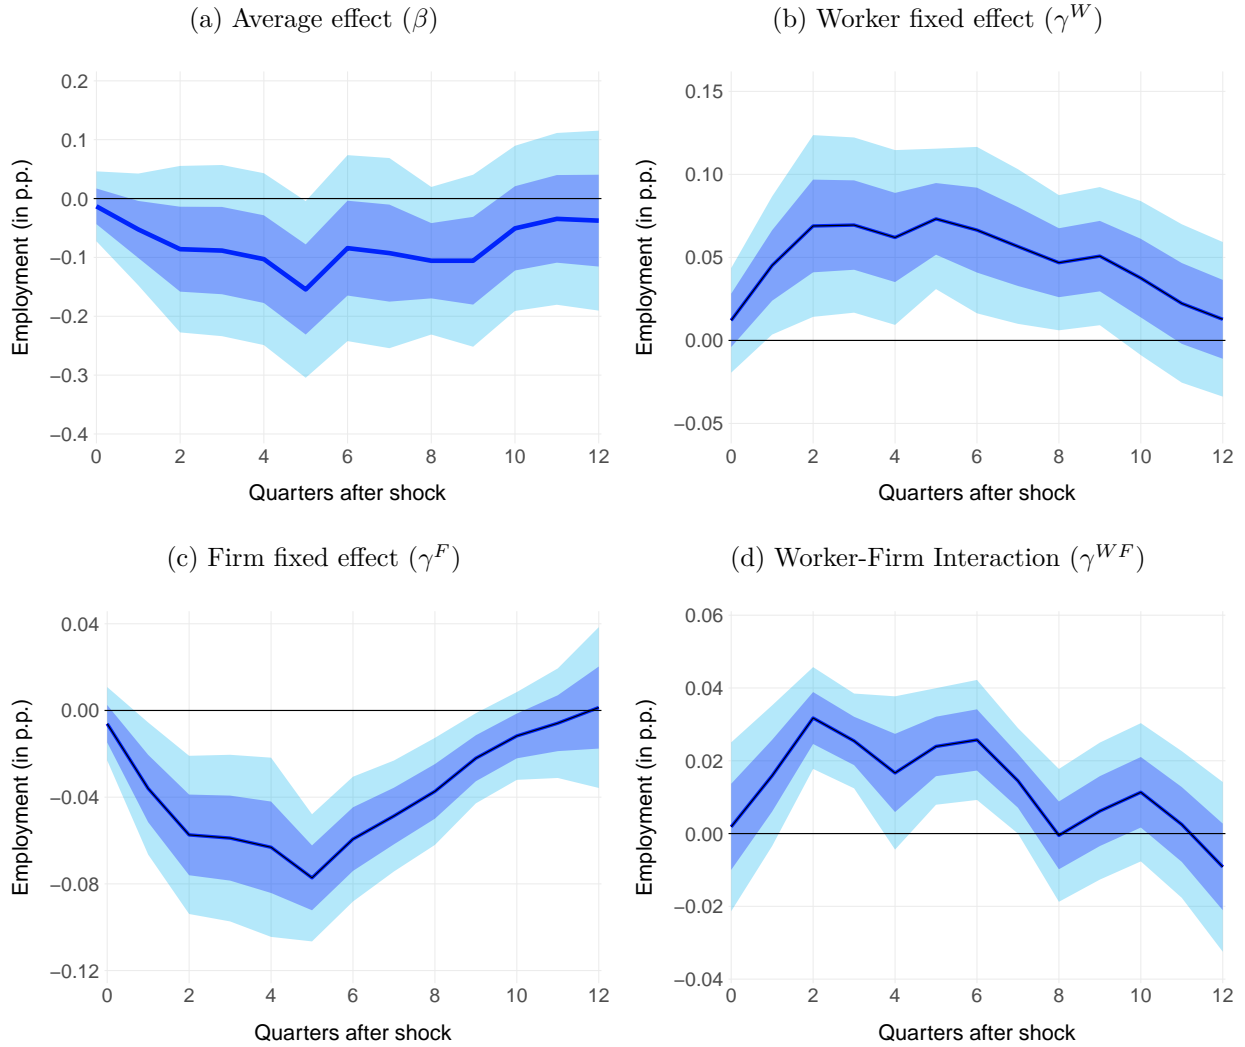 (a) Average effect (β)
Employment (in p.p.)
0.2
0.1
0.0
−0.1
−0.2
−0.3
−0.4
0 2 4 6 8 10 12
Quarters after shock
(b) Worker fixed effect (γ^W)
Employment (in p.p.)
0.15
0.10
0.05
0.00
−0.05
0 2 4 6 8 10 12
Quarters after shock
(c) Firm fixed effect (γ^F)
Employment (in p.p.)
0.04
0.00
−0.04
−0.08
−0.12
0 2 4 6 8 10 12
Quarters after shock
(d) Worker-Firm Interaction (γ^WF)
Employment (in p.p.)
0.06
0.04
0.02
0.00
−0.02
−0.04
0 2 4 6 8 10 12
Quarters after shock